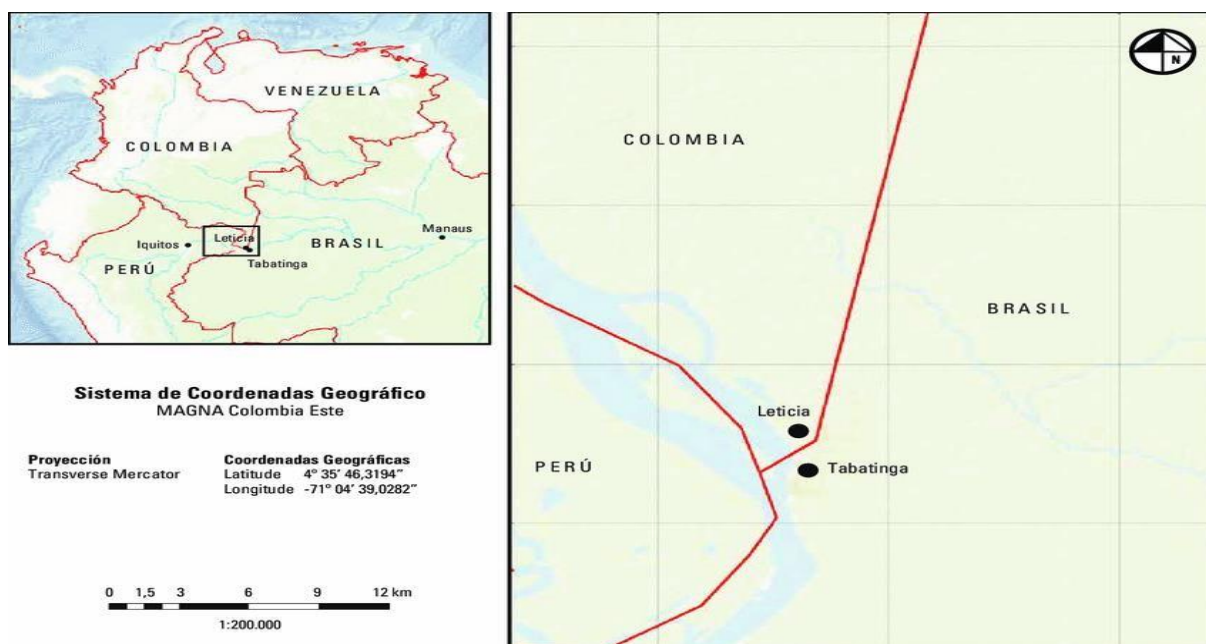 VENEZUELA
COLOMBIA
Manaus
Leticia
Iquitos
BRASIL
Tabatinga
PERÚ
Sistema de Coordenadas Geográfico
MAGNA Colombia Este
Proyección
Transverse Mercator
Coordenadas Geográficas
Latitude 4° 35' 46,3194"
Longitude -71° 04' 39,0282"
0 1,5 3 6 9 12 km
1:200.000
N
COLOMBIA
BRASIL
Leticia
PERÚ
Tabatinga